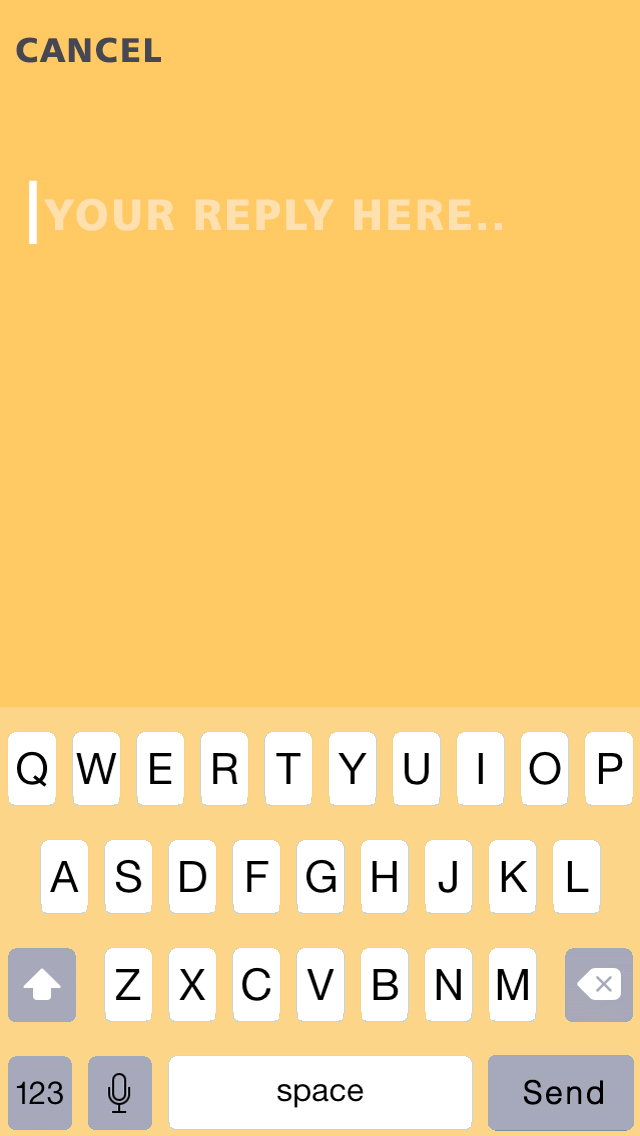 CANCEL
YOUR REPLY HERE..
Q W E R T Y U I O P
A S D F G H J K L
Z X C V B N M
123 space Send